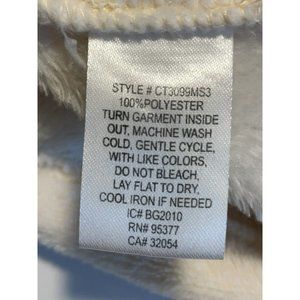 STYLE # CT3099MS3
100%POLYESTER
TURN GARMENT INSIDE
OUT, MACHINE WASH
COLD, GENTLE CYCLE,
WITH LIKE COLORS,
DO NOT BLEACH,
LAY FLAT TO DRY,
COOL IRON IF NEEDED
IC# BG2010
RN# 95377
CA# 32054